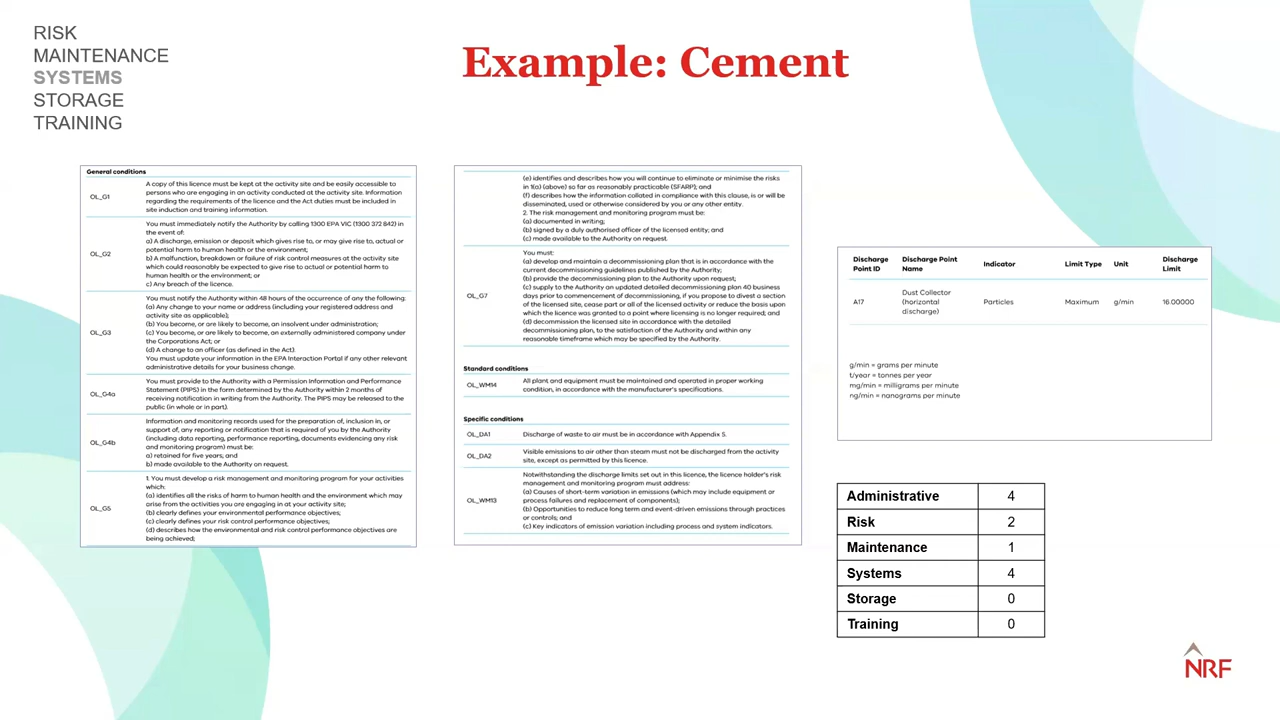 RISK
MAINTENANCE
SYSTEMS
STORAGE
TRAINING
Example: Cement
General conditions
OL_G1
A copy of this licence must be kept at the activity site and be easily accessible to
persons who are engaging in an activity conducted at the activity site. Information
regarding the requirements of the licence and the Act duties must be included in
site induction and training information.
OL_G2
You must immediately notify the Authority by calling 1300 EPA VIC (1300 372 842) in
the event of:
a) A discharge, emission or deposit which gives rise to, or may give rise to, actual or
potential harm to human health or the environment;
b) A malfunction, breakdown or failure of risk control measures at the activity site
which could reasonably be expected to give rise to actual or potential harm to
human health or the environment; or
c) Any breach of the licence.
OL_G3
You must notify the Authority within 48 hours of the occurrence of any the following:
(a) Any change to your name or address (including your registered address and
activity site as applicable);
(b) You become, or are likely to become, an insolvent under administration;
(c) You become, or are likely to become, an externally administered company under
the Corporations Act; or
(d) A change to an officer (as defined in the Act).
You must update your information in the EPA Interaction Portal if any other relevant
administrative details for your business change.
OL_G4a
You must provide to the Authority with a Permission Information and Performance
Statement (PIPS) in the form determined by the Authority within 2 months of
receiving notification in writing from the Authority. The PIPS may be released to the
public (in whole or in part).
OL_G4b
Information and monitoring records used for the preparation of, inclusion in, or
support of, any reporting or notification that is required of you by the Authority
(including data reporting, performance reporting, documents evidencing any risk
and monitoring program) must be:
a) retained for five years; and
b) made available to the Authority on request.
OL_G5
1. You must develop a risk management and monitoring program for your activities
which:
(a) identifies all the risks of harm to human health and the environment which may
arise from the activities you are engaging in at your activity site;
(b) clearly defines your environmental performance objectives;
(c) clearly defines your risk control performance objectives;
(d) describes how the environmental and risk control performance objectives are
being achieved;
(e) identifies and describes how you will continue to eliminate or minimise the risks
in 1(a) (above) so far as reasonably practicable (SFARP); and
(f) describes how the information collated in compliance with this clause, is or will be
disseminated, used or otherwise considered by you or any other entity.
2. The risk management and monitoring program must be:
(a) documented in writing;
(b) signed by a duly authorised officer of the licensed entity; and
(c) made available to the Authority on request.
OL_G7
You must:
(a) develop and maintain a decommissioning plan that is in accordance with the
current decommissioning guidelines published by the Authority;
(b) provide the decommissioning plan to the Authority upon request;
(c) supply to the Authority an updated detailed decommissioning plan 40 business
days prior to commencement of decommissioning, if you propose to divest a section
of the licensed site, cease part or all of the licensed activity or reduce the basis upon
which the licence was granted to a point where licensing is no longer required; and
(d) decommission the licensed site in accordance with the detailed
decommissioning plan, to the satisfaction of the Authority and within any
reasonable timeframe which may be specified by the Authority.
Standard conditions
OL_WM14
All plant and equipment must be maintained and operated in proper working
condition, in accordance with the manufacturer's specifications.
Specific conditions
OL_DA1
Discharge of waste to air must be in accordance with Appendix 5.
OL_DA2
Visible emissions to air other than steam must not be discharged from the activity
site, except as permitted by this licence.
OL_WM13
Notwithstanding the discharge limits set out in this licence, the licence holder's risk
management and monitoring program must address:
(a) Causes of short-term variation in emissions (which may include equipment or
process failures and replacement of components);
(b) Opportunities to reduce long term and event-driven emissions through practices
or controls; and
(c) Key indicators of emission variation including process and system indicators.
Discharge Point ID Discharge Point Name Indicator Limit Type Unit Discharge Limit
A17 Dust Collector (horizontal discharge) Particles Maximum g/min 16.00000
g/min = grams per minute
t/year = tonnes per year
mg/min = milligrams per minute
ng/min = nanograms per minute
Administrative 4
Risk 2
Maintenance 1
Systems 4
Storage 0
Training 0
NRF